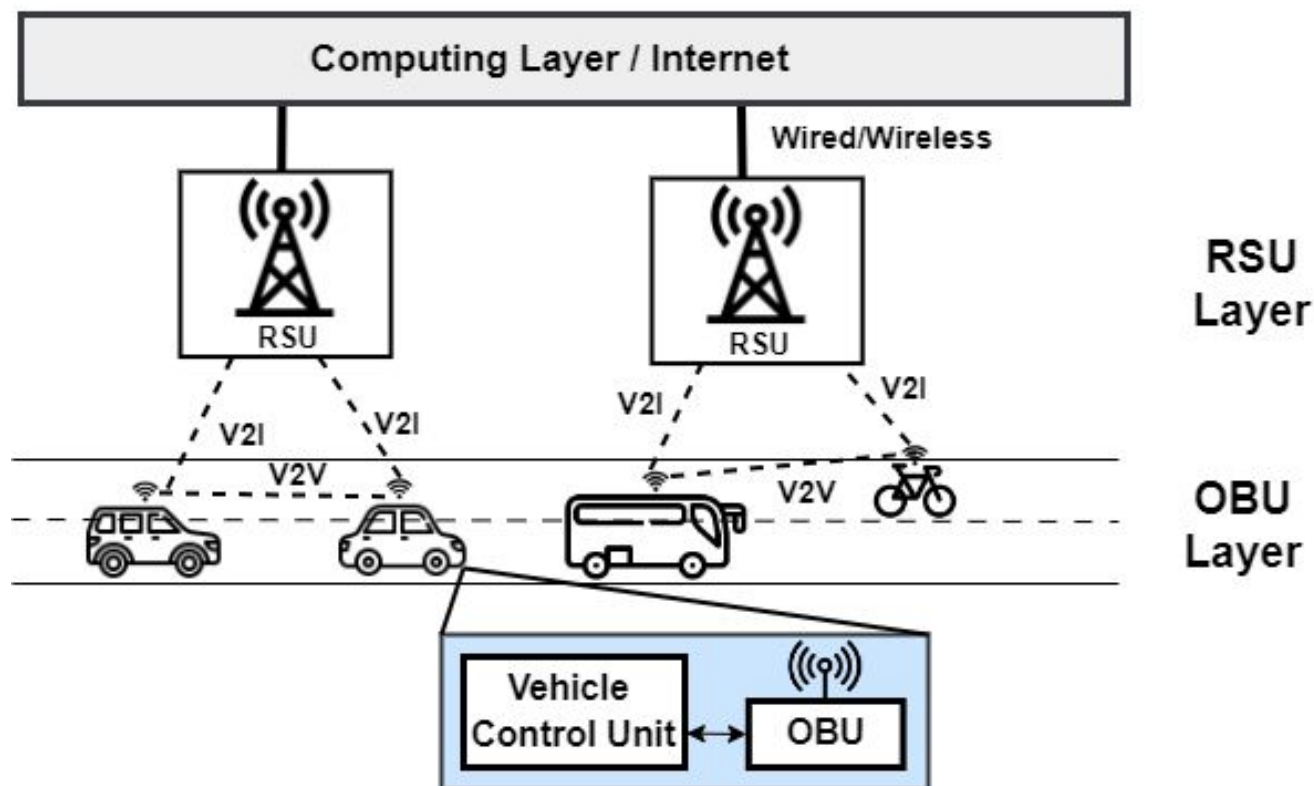 Computing Layer / Internet
Wired/Wireless
RSU
RSU
RSU
Layer
V2I
V2I
V2I
V2I
V2V
V2V
OBU
Layer
Vehicle
Control Unit
OBU